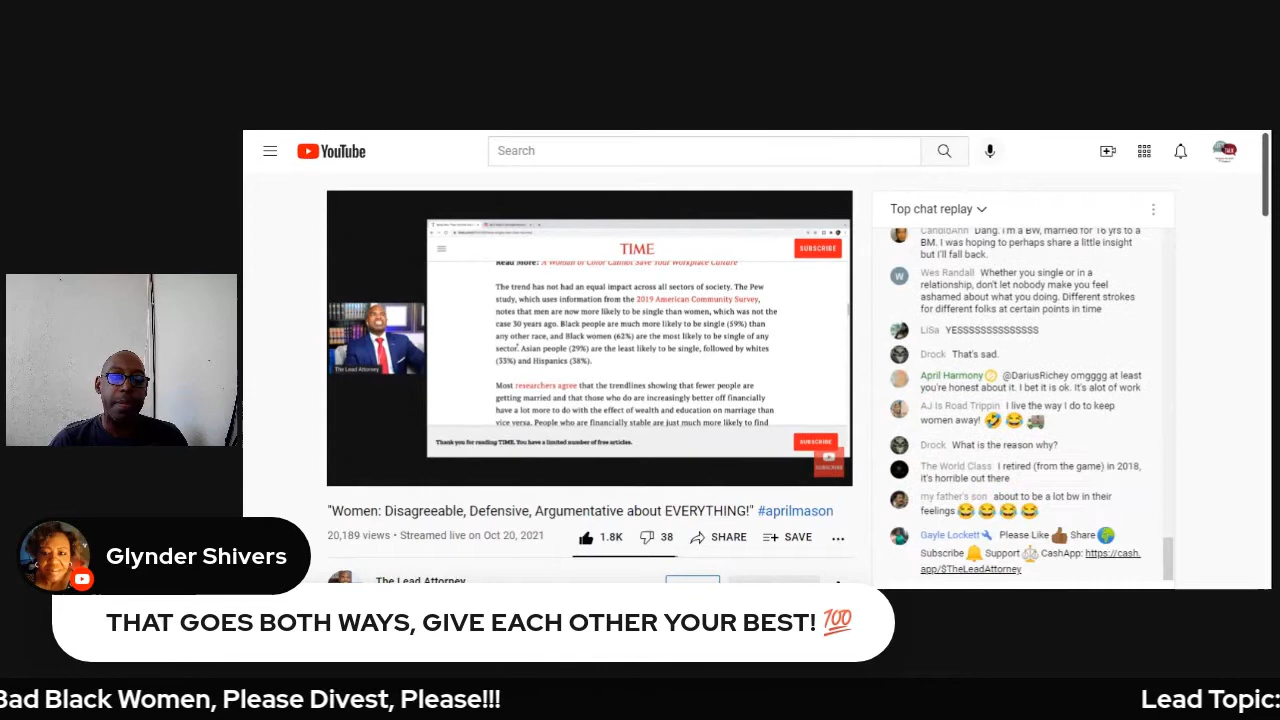 YouTube
Search
TIME
SUBSCRIBE
Read More: A Woman of Color Cannot Save Your Workplace Culture
The trend has not had an equal impact across all sectors of society. The Pew
study, which uses information from the 2019 American Community Survey,
notes that men are now more likely to be single than women, which was not the
case 30 years ago. Black people are much more likely to be single (59%) than
any other race, and Black women (62%) are the most likely to be single of any
sector. Asian people (29%) are the least likely to be single, followed by whites
(33%) and Hispanics (38%).
Most researchers agree that the trendlines showing that fewer people are
getting married and that those who do are increasingly better off financially
have a lot more to do with the effect of wealth and education on marriage than
vice versa. People who are financially stable are just much more likely to find
Thank you for reading TIME. You have a limited number of free articles.
SUBSCRIBE
SUBSCRIBE
The Lead Attorney
"Women: Disagreeable, Defensive, Argumentative about EVERYTHING!" #aprilmason
20,189 views • Streamed live on Oct 20, 2021
1.8K
38
SHARE
SAVE
The Lead Attorney
Top chat replay
CandidAnn Dang. I'm a BW, married for 16 yrs to a
BM. I was hoping to perhaps share a little insight
but I'll fall back.
Wes Randall Whether you single or in a
relationship, don't let nobody make you feel
ashamed about what you doing. Different strokes
for different folks at certain points in time
LiSa YESSSSSSSSSSSSS
Drock That's sad.
April Harmony @DariusRichey omgggg at least
you're honest about it. I bet it is ok. It's alot of work
AJ Is Road Trippin I live the way I do to keep
women away! 🤣 😂 🚚
Drock What is the reason why?
The World Class I retired (from the game) in 2018,
it's horrible out there
my father's son about to be a lot bw in their
feelings 😂 😂 😂 😂
Gayle Lockett Please Like 👍🏾 Share 🌍
Subscribe 🔔 Support ⚖️ CashApp: https://cash.
app/$TheLeadAttorney
Glynder Shivers
THAT GOES BOTH WAYS, GIVE EACH OTHER YOUR BEST! 💯
Bad Black Women, Please Divest, Please!!!
Lead Topic: